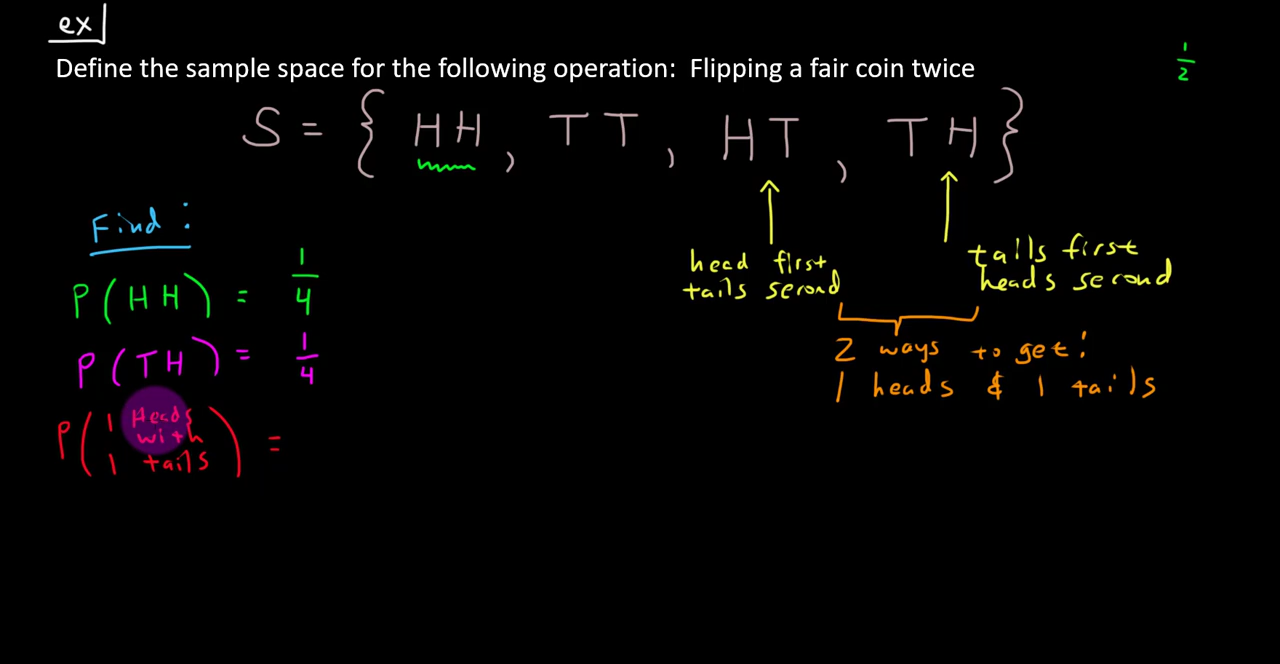 ex
Define the sample space for the following operation: Flipping a fair coin twice
1/2
S = { HH, TT, HT, TH }
Find:
P(HH) = 1/4
P(TH) = 1/4
P(1 Heads with 1 tails) =
head first
tails second
tails first
heads second
2 ways to get:
1 heads & 1 tails